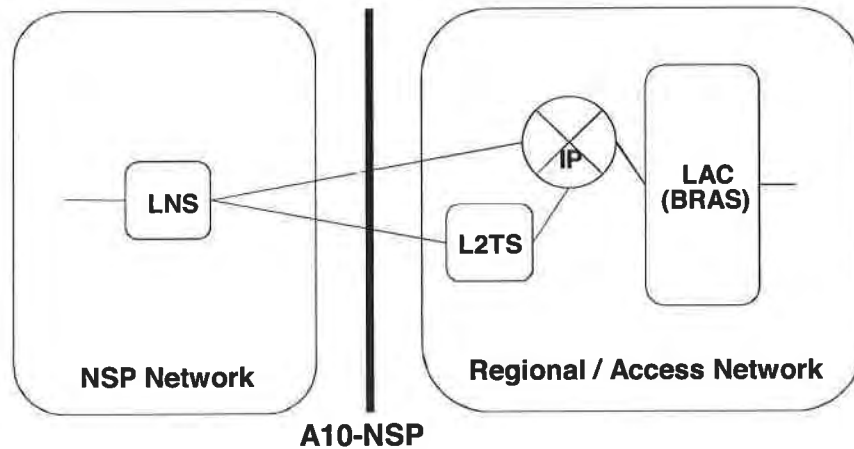 IP
LAC
(BRAS)
LNS
L2TS
NSP Network
Regional / Access Network
A10-NSP